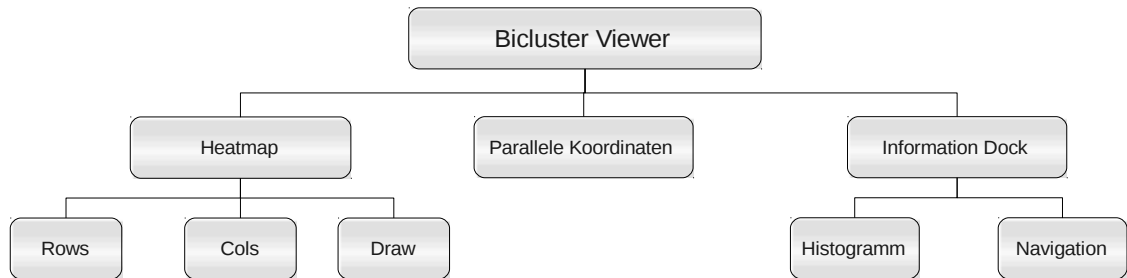 Bicluster Viewer
Heatmap
Parallele Koordinaten
Information Dock
Rows
Cols
Draw
Histogramm
Navigation